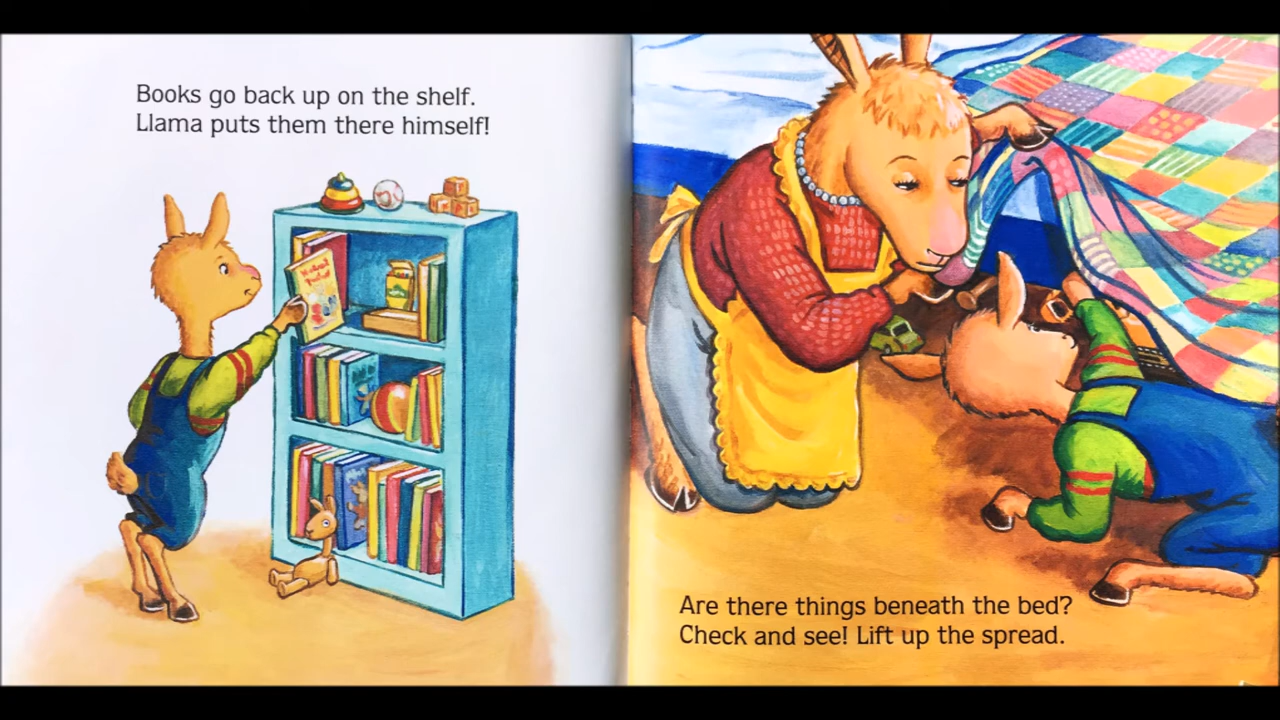 Books go back up on the shelf.
Llama puts them there himself!
Are there things beneath the bed?
Check and see! Lift up the spread.